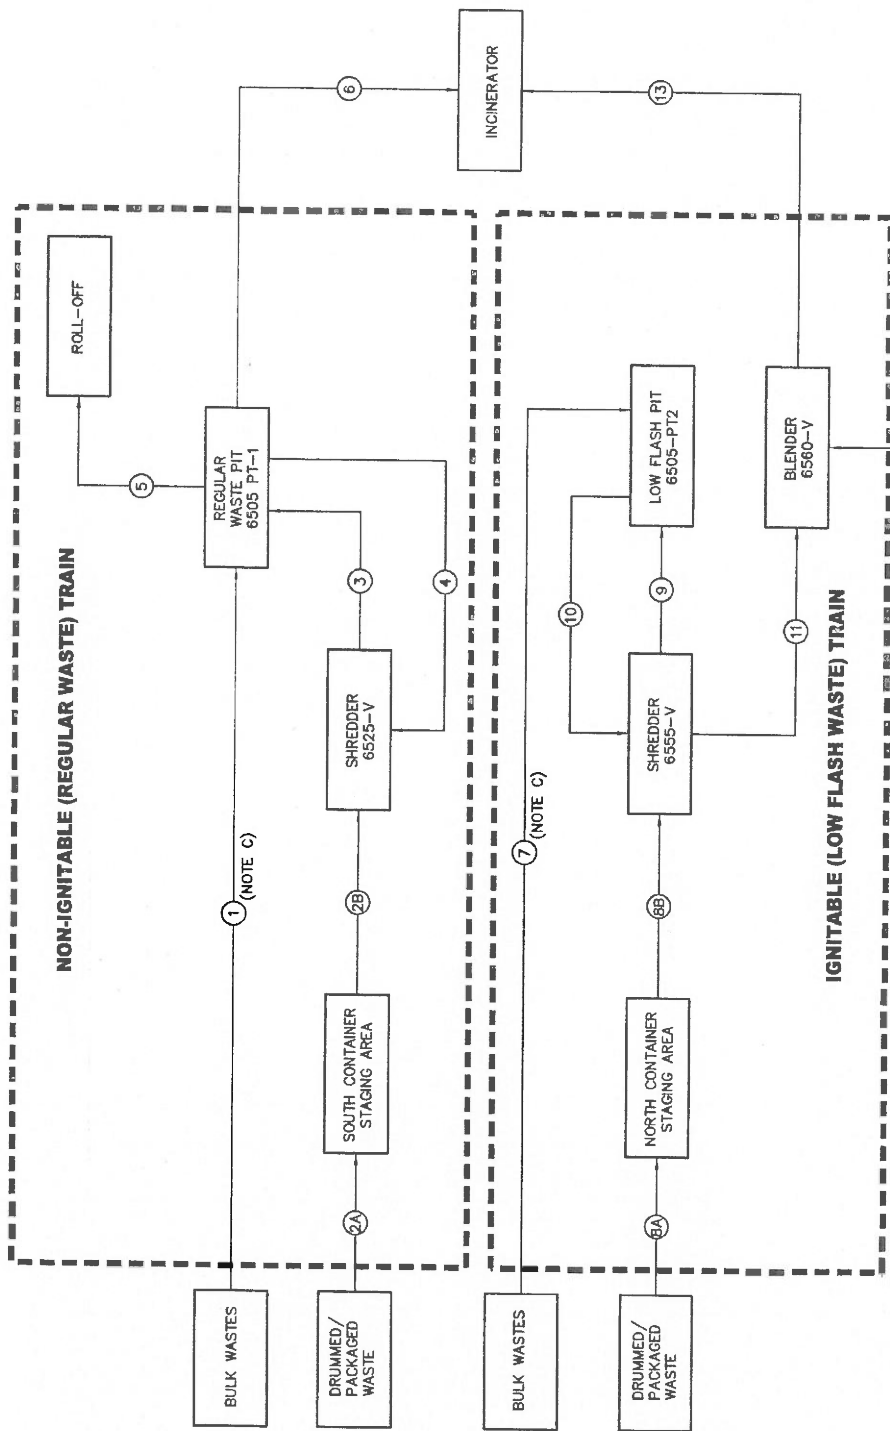 NON-IGNITABLE (REGULAR WASTE) TRAIN
BULK WASTES
1
(NOTE C)
REGULAR
WASTE PIT
6505 PT-1
5
ROLL-OFF
6
INCINERATOR
DRUMMED/
PACKAGED
WASTE
2A
SOUTH CONTAINER
STAGING AREA
2B
SHREDDER
6525-V
3
4
BULK WASTES
7
(NOTE C)
LOW FLASH PIT
6505-PT2
DRUMMED/
PACKAGED
WASTE
8A
NORTH CONTAINER
STAGING AREA
8B
SHREDDER
6555-V
9
10
11
BLENDER
6560-V
13
IGNITABLE (LOW FLASH WASTE) TRAIN